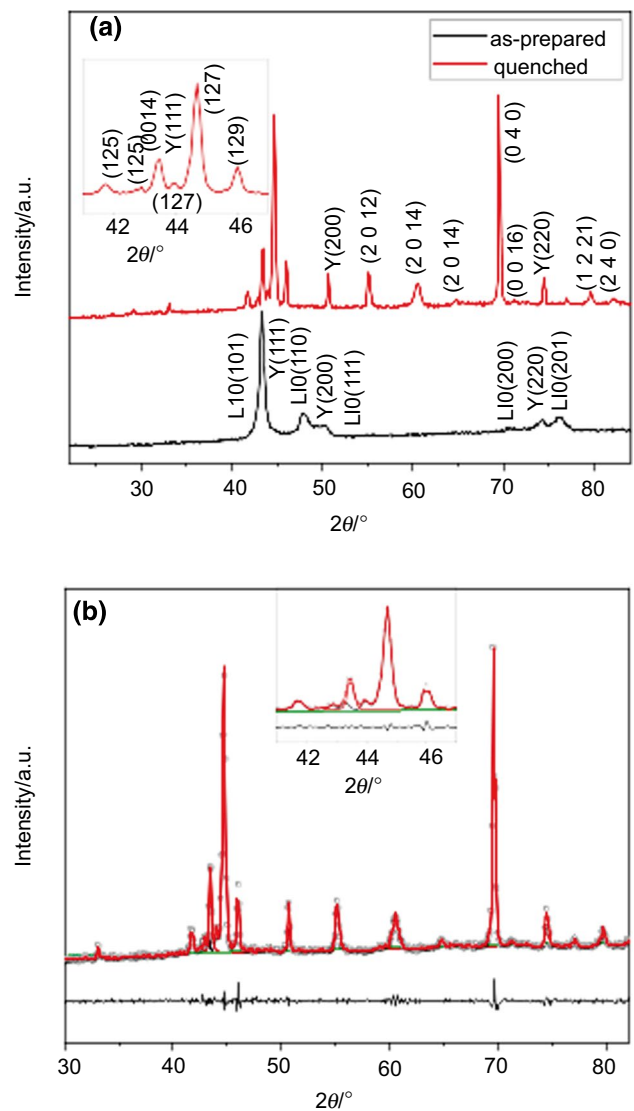 (a)
as-prepared
quenched
(125)
(125)
(0014)
Y(111)
(127)
(129)
(127)
42
44
46
2θ/°
Intensity/a.u.
Y(200)
(2 0 12)
(2 0 14)
(2 0 14)
(0 4 0)
(0 0 16)
Y(220)
(1 2 21)
(2 4 0)
L10(101)
Y(111)
LI0(110)
Y(200)
LI0(111)
LI0(200)
Y(220)
LI0(201)
30
40
50
60
70
80
2θ/°
(b)
42
44
46
2θ/°
Intensity/a.u.
30
40
50
60
70
80
2θ/°